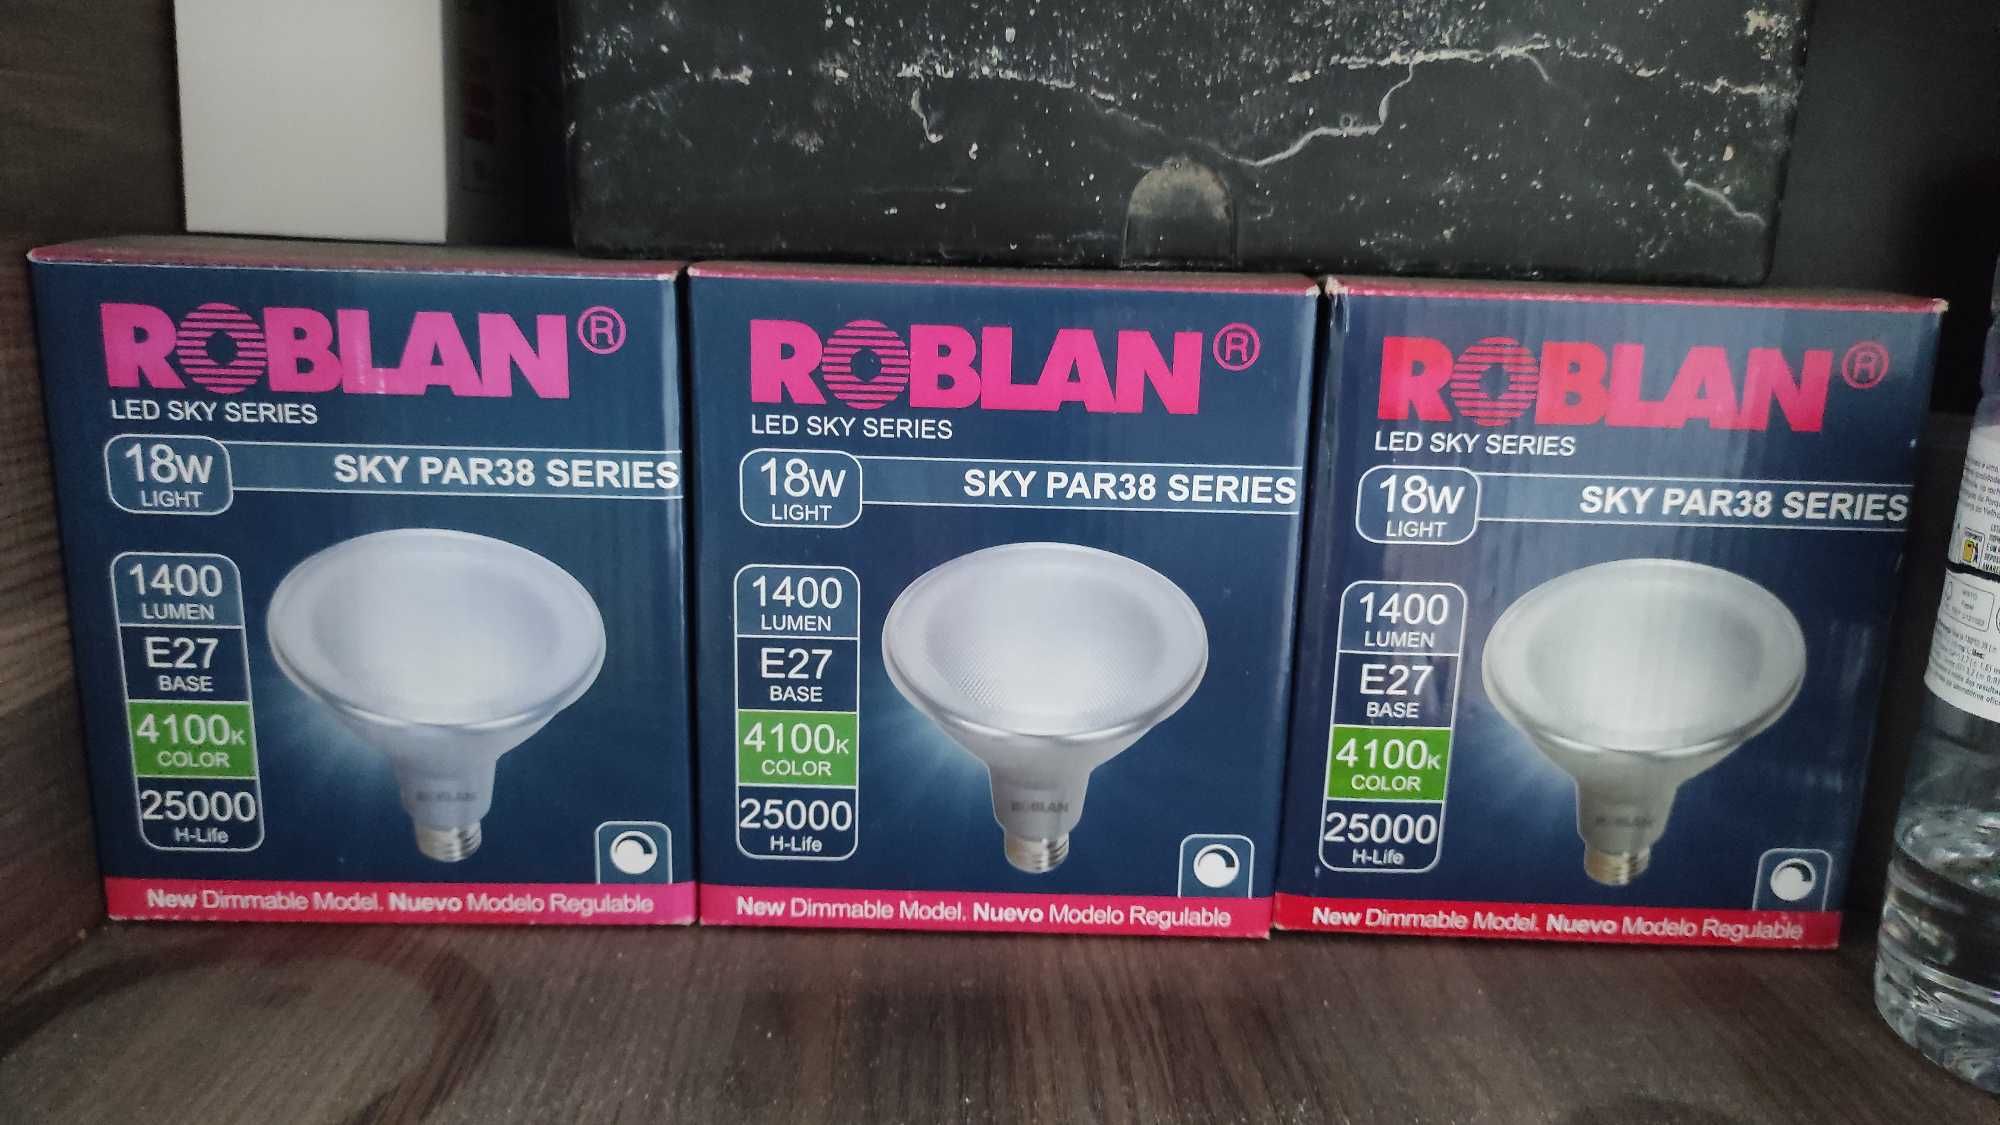 ROBLAN®
LED SKY SERIES
18W
LIGHT
SKY PAR38 SERIES
1400
LUMEN
E27
BASE
4100K
COLOR
25000
H-Life
ROBLAN
New Dimmable Model. Nuevo Modelo Regulable
ROBLAN®
LED SKY SERIES
18W
LIGHT
SKY PAR38 SERIES
1400
LUMEN
E27
BASE
4100K
COLOR
25000
H-Life
ROBLAN
New Dimmable Model. Nuevo Modelo Regulable
ROBLAN®
LED SKY SERIES
18W
LIGHT
SKY PAR38 SERIES
1400
LUMEN
E27
BASE
4100K
COLOR
25000
H-Life
ROBLAN
New Dimmable Model. Nuevo Modelo Regulable